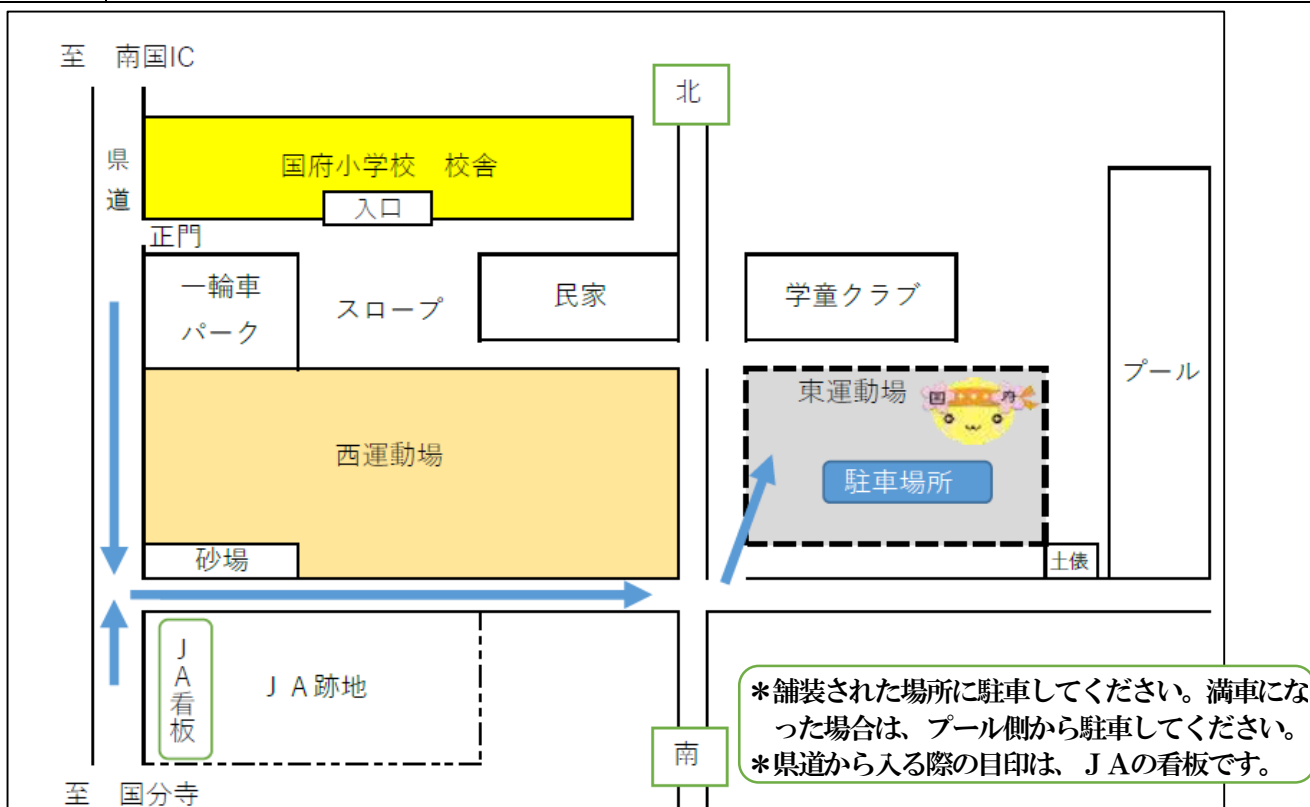 至　南国IC
北
県
道
国府小学校　校舎
入口
正門
一輪車
パーク
スロープ
民家
学童クラブ
プール
東運動場
国
府
西運動場
駐車場所
砂場
土俵
J
A
看
板
ＪＡ跡地
南
＊舗装された場所に駐車してください。満車にな
った場合は、プール側から駐車してください。
＊県道から入る際の目印は、ＪＡの看板です。
至　国分寺